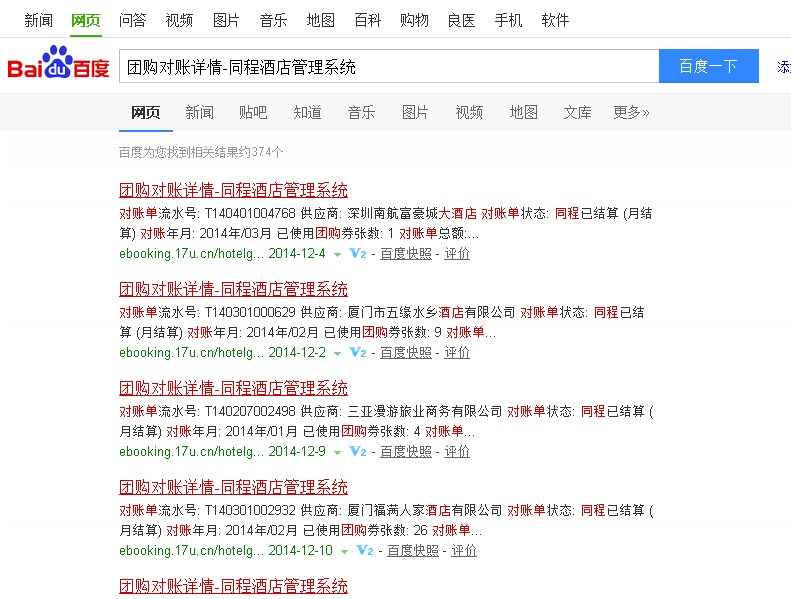 新闻 网页 问答 视频 图片 音乐 地图 百科 购物 良医 手机 软件
Bai du 百度 团购对账详情-同程酒店管理系统 百度一下
网页 新闻 贴吧 知道 音乐 图片 视频 地图 文库 更多»
百度为您找到相关结果约374个
团购对账详情-同程酒店管理系统
对账单流水号: T140401004768 供应商: 深圳南航富豪城大酒店 对账单状态: 同程已结算 (月结
算) 对账年月: 2014年/03月 已使用团购券张数: 1 对账单总额:...
ebooking.17u.cn/hotelg... 2014-12-4 V2 - 百度快照 - 评价
团购对账详情-同程酒店管理系统
对账单流水号: T140301000629 供应商: 厦门市五缘水乡酒店有限公司 对账单状态: 同程已结
算 (月结算) 对账年月: 2014年/02月 已使用团购券张数: 9 对账单...
ebooking.17u.cn/hotelg... 2014-12-2 V2 - 百度快照 - 评价
团购对账详情-同程酒店管理系统
对账单流水号: T140207002498 供应商: 三亚漫游旅业商务有限公司 对账单状态: 同程已结算 (
月结算) 对账年月: 2014年/01月 已使用团购券张数: 4 对账单...
ebooking.17u.cn/hotelg... 2014-12-9 V2 - 百度快照 - 评价
团购对账详情-同程酒店管理系统
对账单流水号: T140301002932 供应商: 厦门福满人家酒店有限公司 对账单状态: 同程已结算 (
月结算) 对账年月: 2014年/02月 已使用团购券张数: 26 对账单...
ebooking.17u.cn/hotelg... 2014-12-10 V2 - 百度快照 - 评价
团购对账详情-同程酒店管理系统